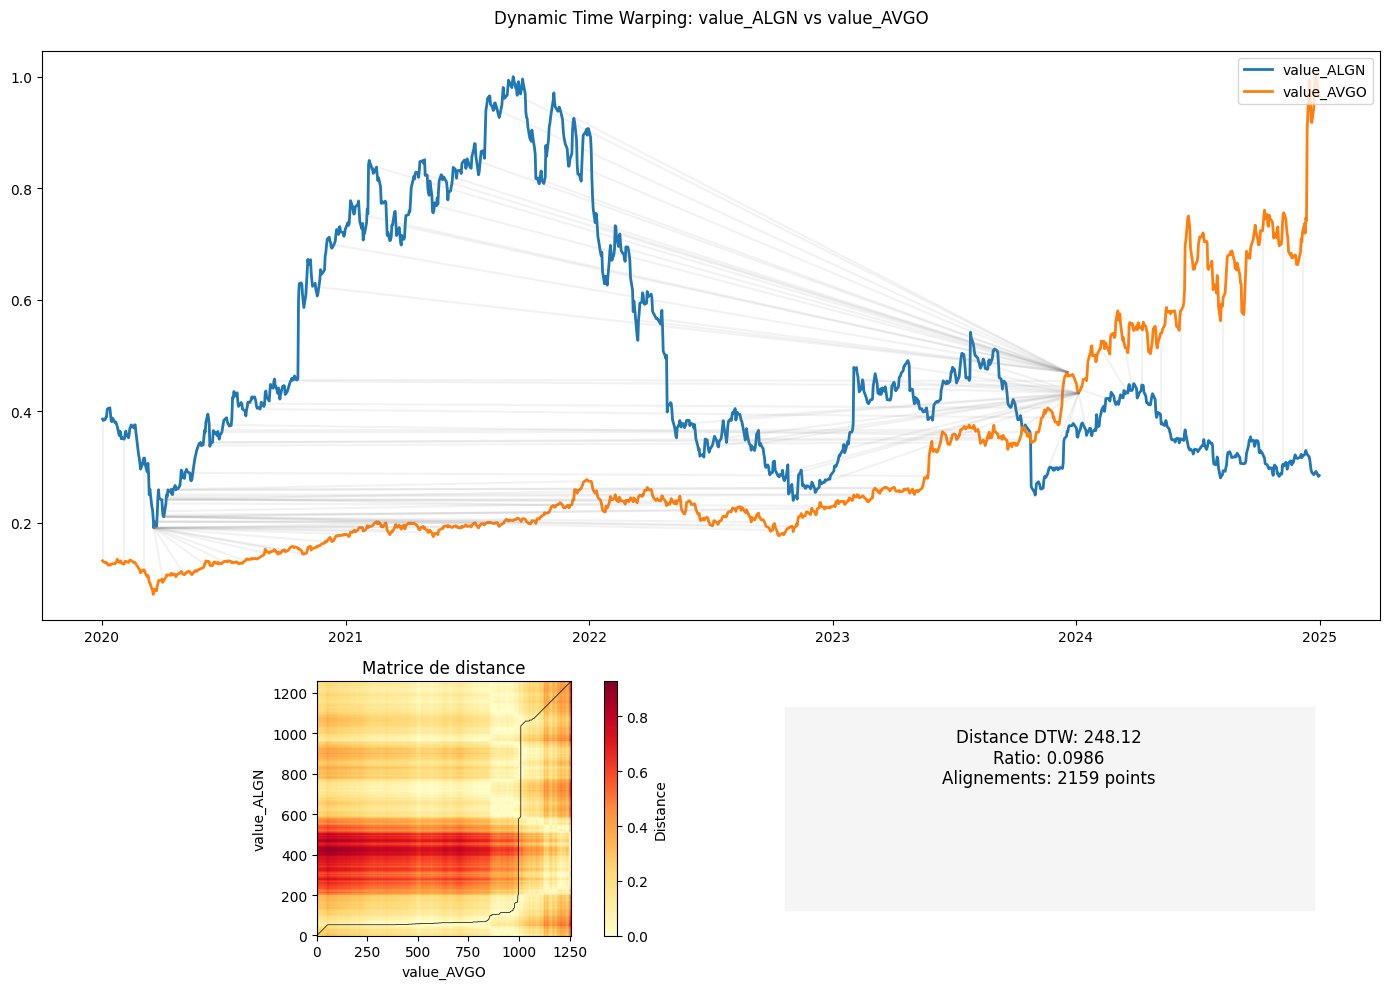 Dynamic Time Warping: value_ALGN vs value_AVGO
value_ALGN
value_AVGO
1.0
0.8
0.6
0.4
0.2
2020 2021 2022 2023 2024 2025
Matrice de distance
value_ALGN
1200
1000
800
600
400
200
0
0 250 500 750 1000 1250
value_AVGO
0.8
0.6
0.4
0.2
0.0
Distance
Distance DTW: 248.12
Ratio: 0.0986
Alignements: 2159 points